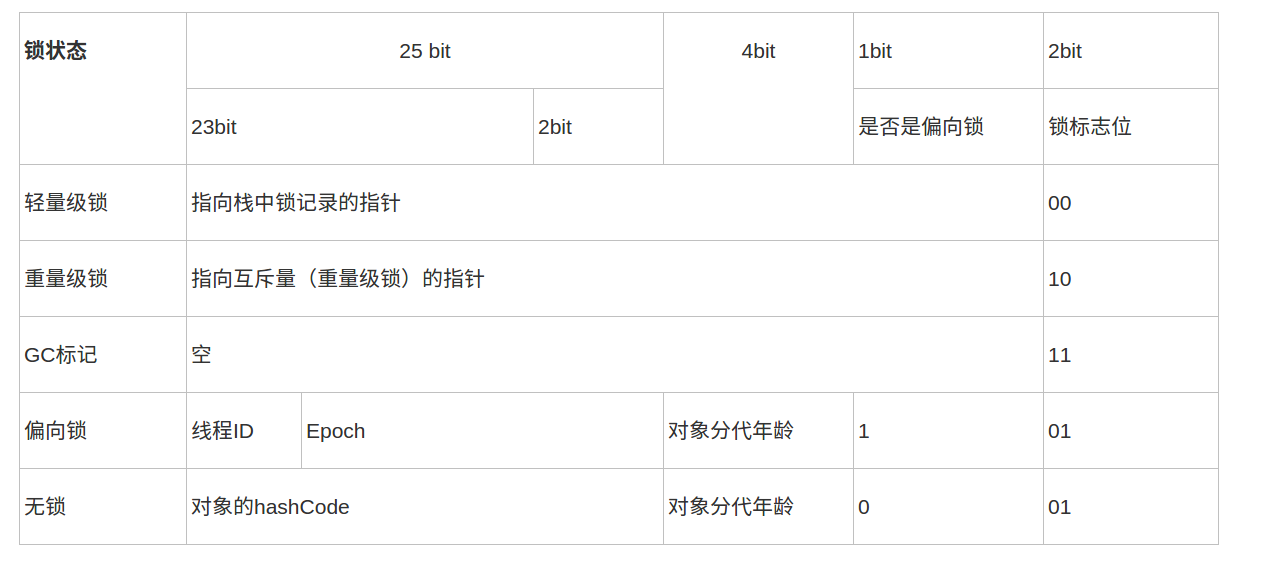 锁状态 25 bit 4bit 1bit 2bit
23bit 2bit 是否是偏向锁 锁标志位
轻量级锁 指向栈中锁记录的指针 00
重量级锁 指向互斥量（重量级锁）的指针 10
GC标记 空 11
偏向锁 线程ID Epoch 对象分代年龄 1 01
无锁 对象的hashCode 对象分代年龄 0 01